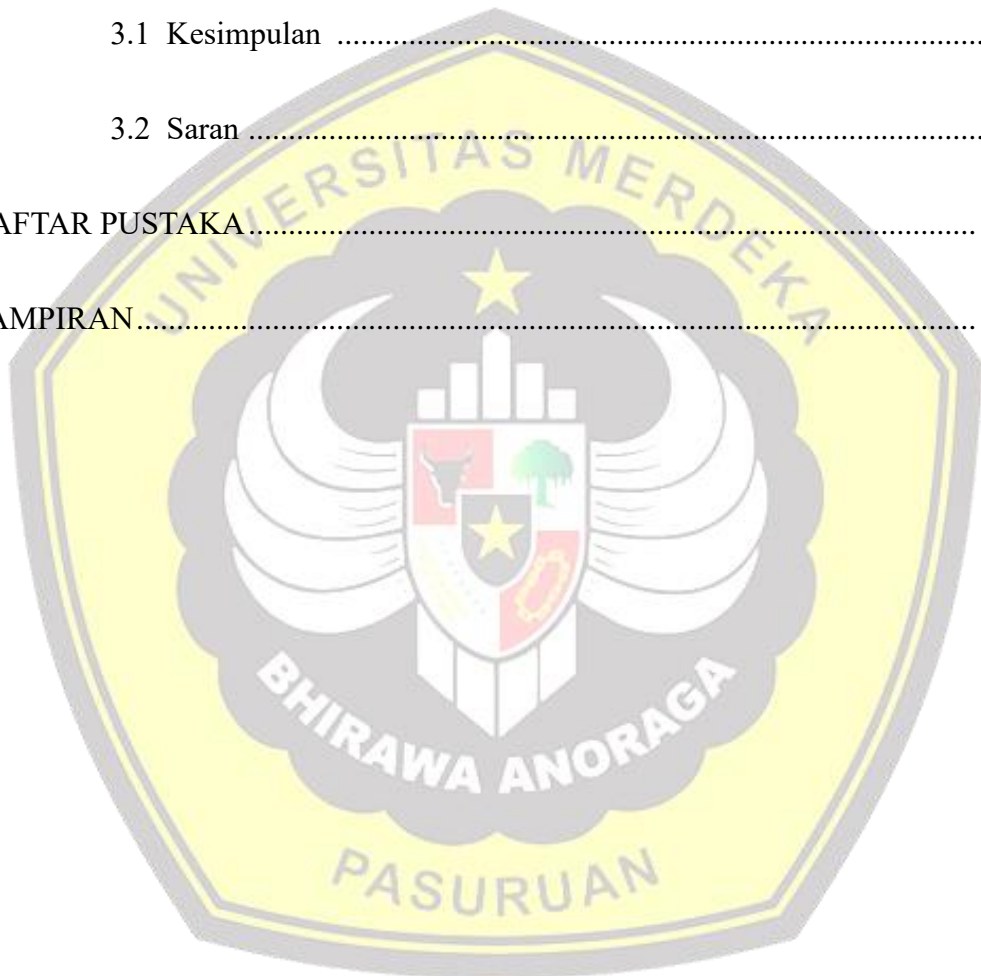 3.1 Kesimpulan ................................................................................
3.2 Saran ............................................................................................
AFTAR PUSTAKA ..........................................................................................
AMPIRAN ........................................................................................................
UNIVERSITAS MERDEKA
BHIRAWA ANORAGA
PASURUAN